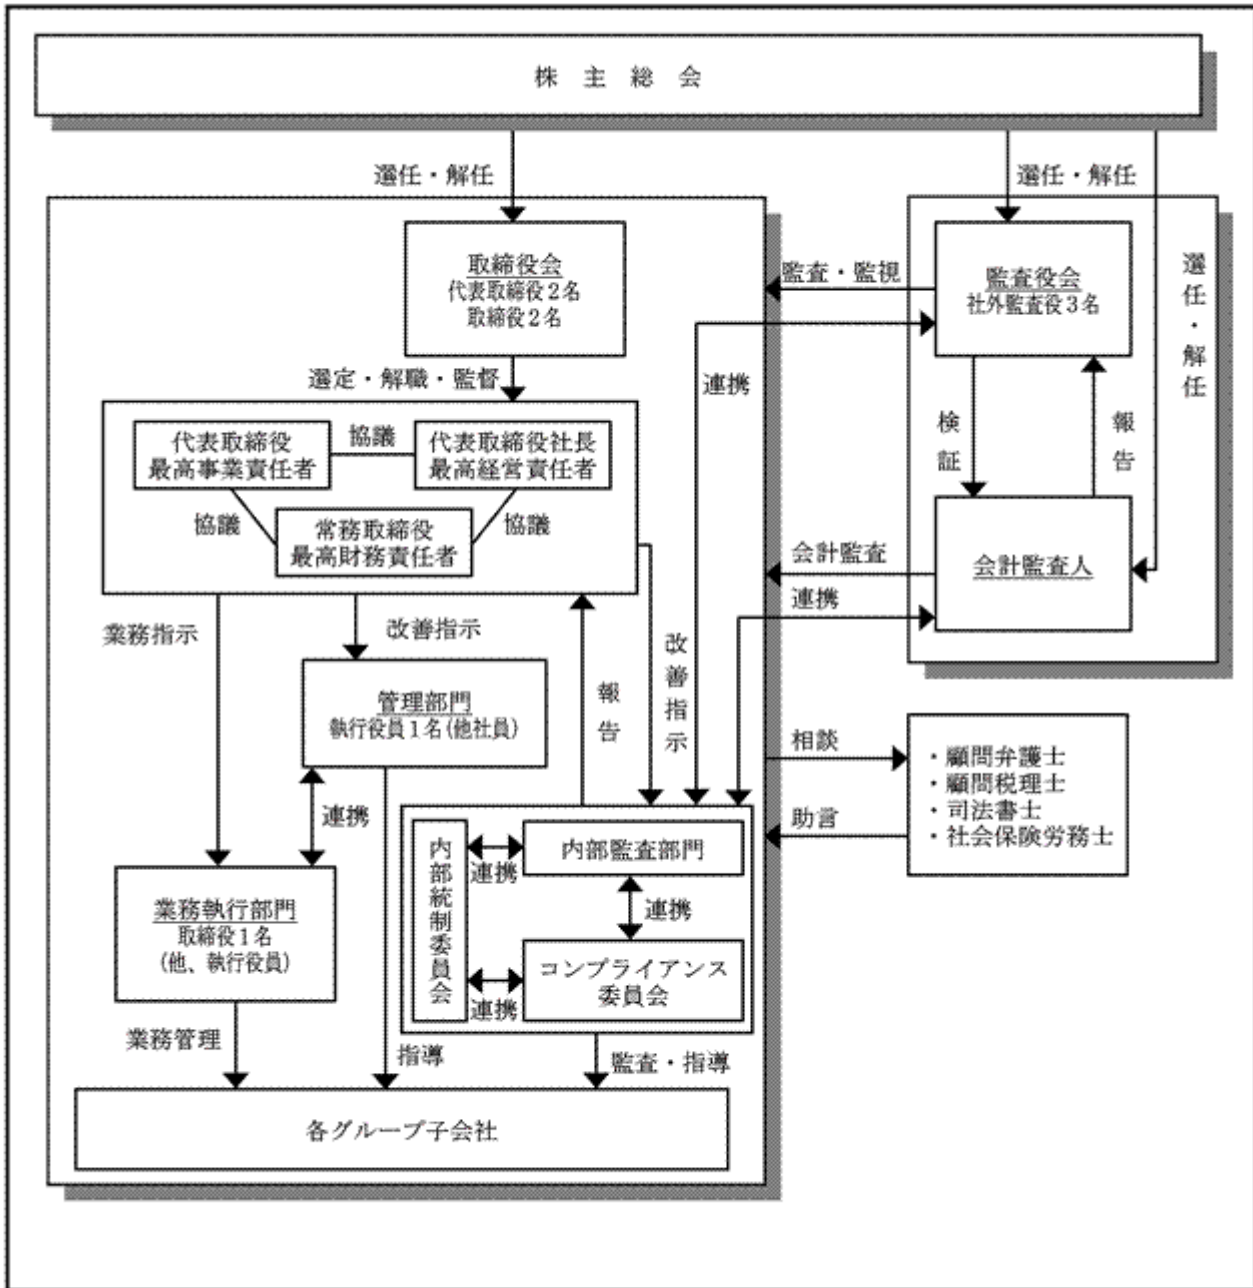 株主総会
選任・解任
選任・解任
選任・解任
取締役会
代表取締役2名
取締役2名
監査・監視
監査役会
社外監査役3名
選定・解職・監督
連携
検証
報告
代表取締役
最高事業責任者
協議
代表取締役社長
最高経営責任者
協議
常務取締役
最高財務責任者
協議
会計監査
会計監査人
連携
業務指示
改善指示
報告
改善指示
管理部門
執行役員1名(他社員)
相談
・顧問弁護士
・顧問税理士
・司法書士
・社会保険労務士
助言
連携
内部統制委員会
連携
内部監査部門
連携
業務執行部門
取締役1名
(他、執行役員)
連携
コンプライアンス
委員会
業務管理
指導
監査・指導
各グループ子会社